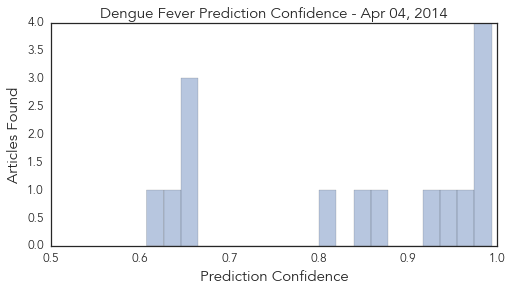 Dengue Fever Prediction Confidence - Apr 04, 2014
4.0
3.5
3.0
2.5
2.0
1.5
1.0
0.5
0.0
Articles Found
0.5 0.6 0.7 0.8 0.9 1.0
Prediction Confidence